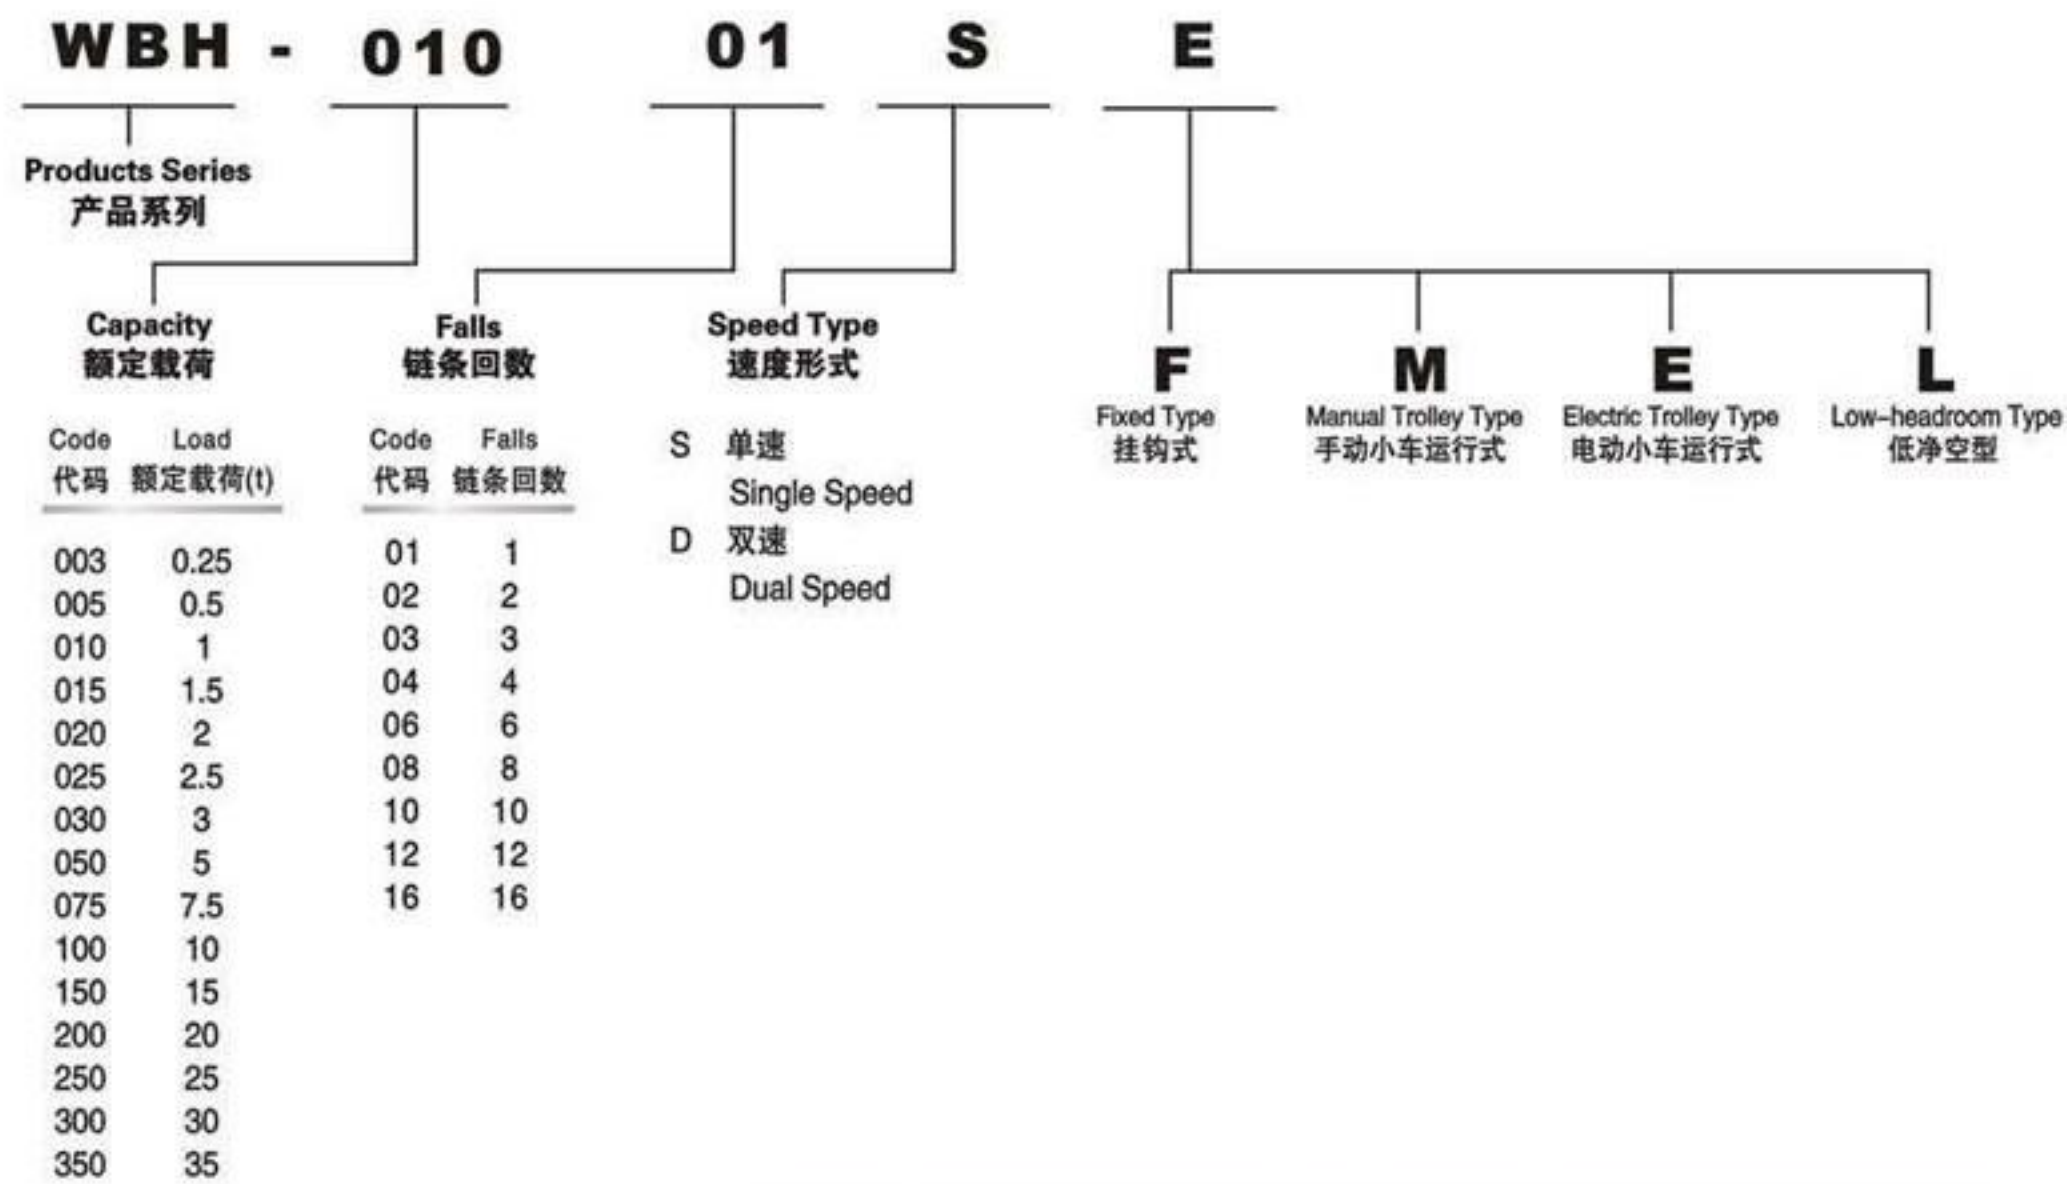 WBH - 010 01 S E
Products Series
产品系列
Capacity
额定载荷
Code Load
代码 额定载荷(t)
003 0.25
005 0.5
010 1
015 1.5
020 2
025 2.5
030 3
050 5
075 7.5
100 10
150 15
200 20
250 25
300 30
350 35
Falls
链条回数
Code Falls
代码 链条回数
01 1
02 2
03 3
04 4
06 6
08 8
10 10
12 12
16 16
Speed Type
速度形式
S 单速
Single Speed
D 双速
Dual Speed
F
Fixed Type
挂钩式
M
Manual Trolley Type
手动小车运行式
E
Electric Trolley Type
电动小车运行式
L
Low-headroom Type
低净空型